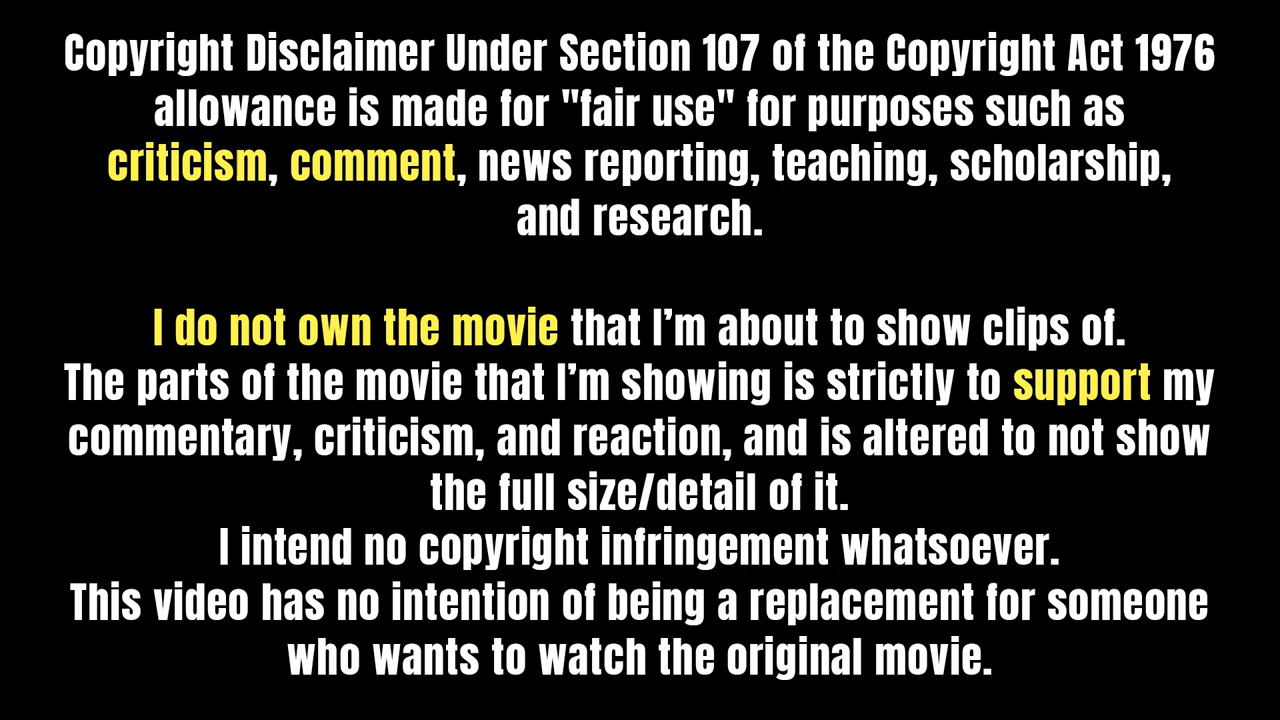 Copyright Disclaimer Under Section 107 of the Copyright Act 1976
allowance is made for "fair use" for purposes such as
criticism, comment, news reporting, teaching, scholarship,
and research.
I do not own the movie that I’m about to show clips of.
The parts of the movie that I’m showing is strictly to support my
commentary, criticism, and reaction, and is altered to not show
the full size/detail of it.
I intend no copyright infringement whatsoever.
This video has no intention of being a replacement for someone
who wants to watch the original movie.